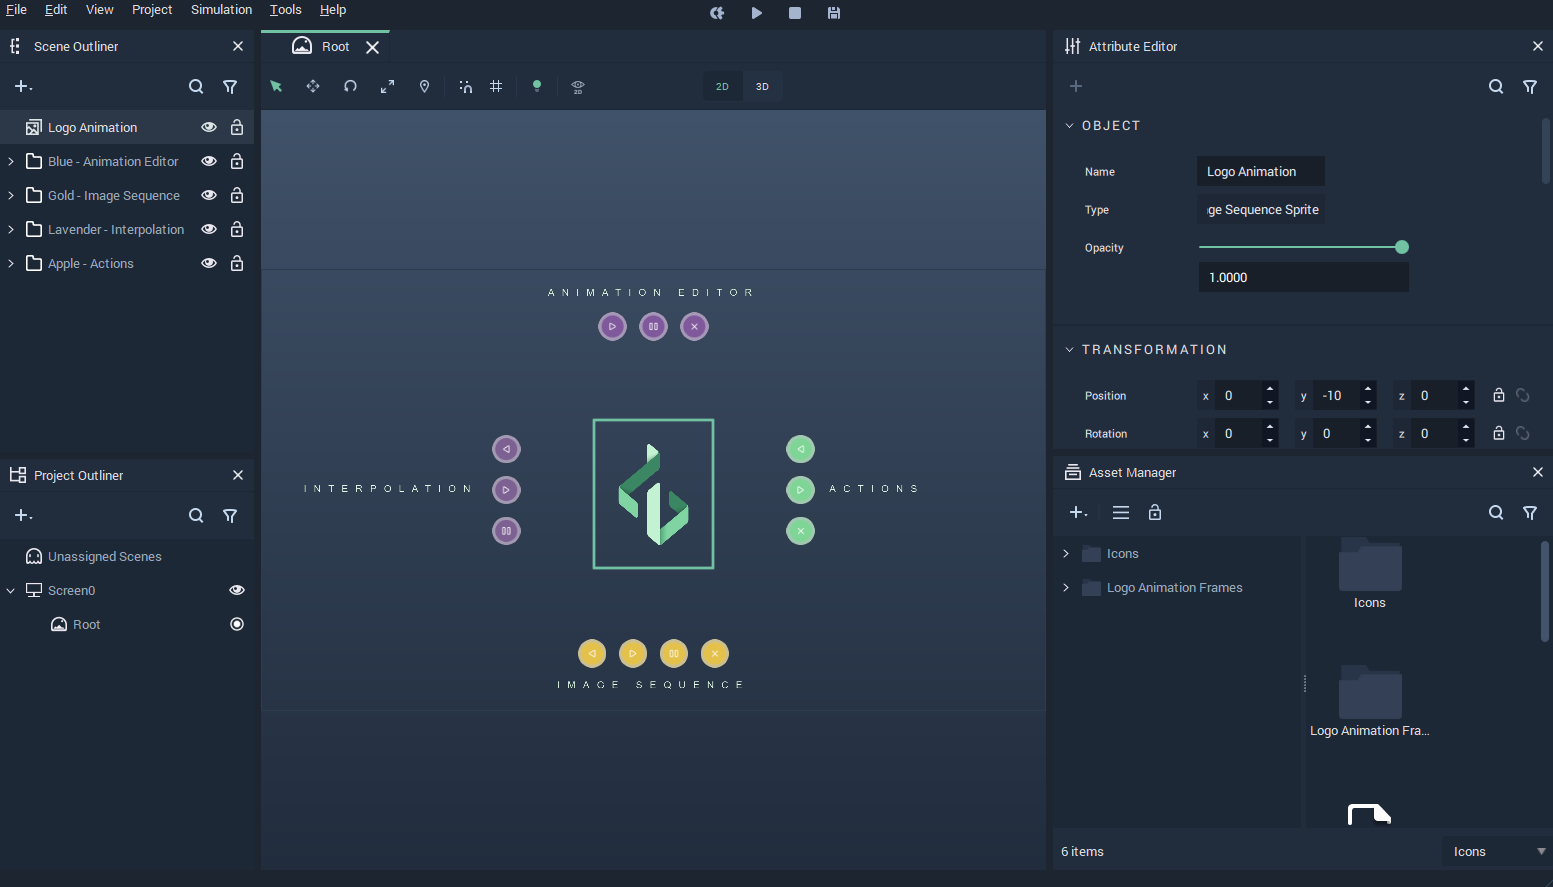 File Edit View Project Simulation Tools Help
Scene Outliner
Logo Animation
Blue - Animation Editor
Gold - Image Sequence
Lavender - Interpolation
Apple - Actions
Project Outliner
Unassigned Scenes
Screen0
Root
Root
2D
2D 3D
ANIMATION EDITOR
INTERPOLATION
ACTIONS
IMAGE SEQUENCE
Attribute Editor
OBJECT
Name Logo Animation
Type ge Sequence Sprite
Opacity
1.0000
TRANSFORMATION
Position x 0 y -10 z 0
Rotation x 0 y 0 z 0
Asset Manager
Icons
Logo Animation Frames
Icons
Logo Animation Fra...
6 items
Icons